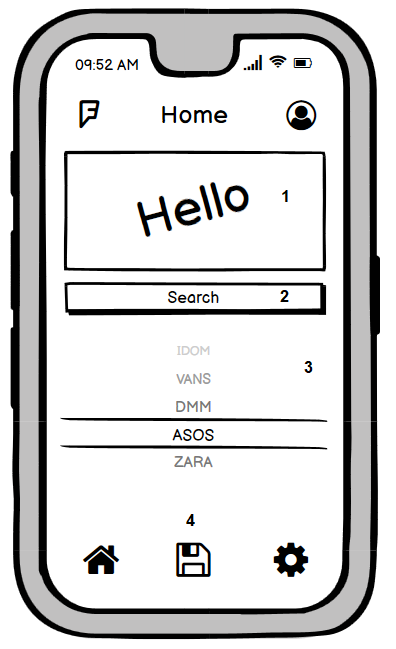 09:52 AM
Home
Hello 1
Search 2
IDOM
3
VANS
DMM
ASOS
ZARA
4